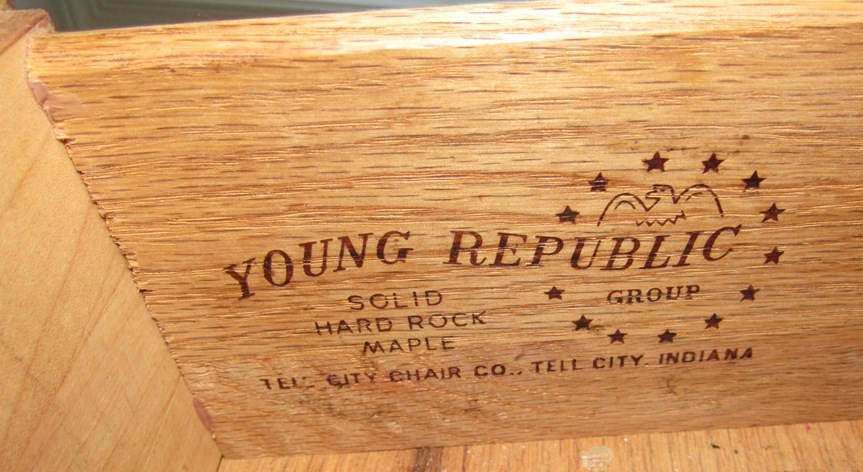 YOUNG REPUBLIC
GROUP
SOLID
HARD ROCK
MAPLE
TELL CITY CHAIR CO., TELL CITY, INDIANA